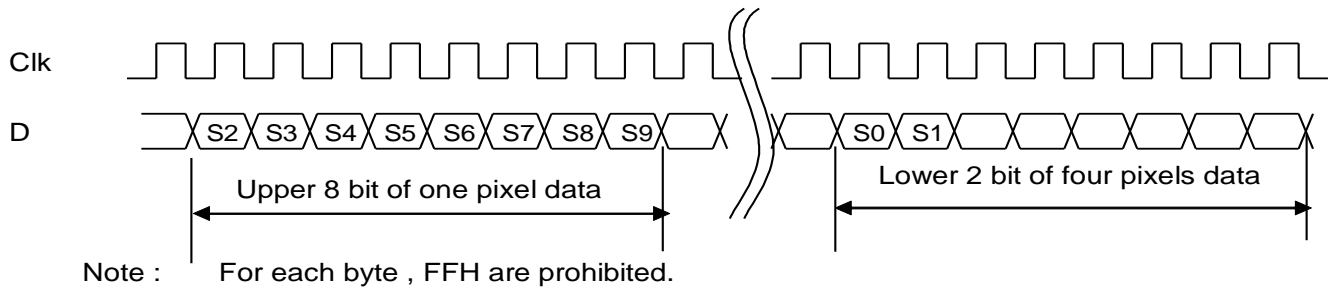 Clk
D
S2 S3 S4 S5 S6 S7 S8 S9 S0 S1
Upper 8 bit of one pixel data
Lower 2 bit of four pixels data
Note : For each byte , FFH are prohibited.